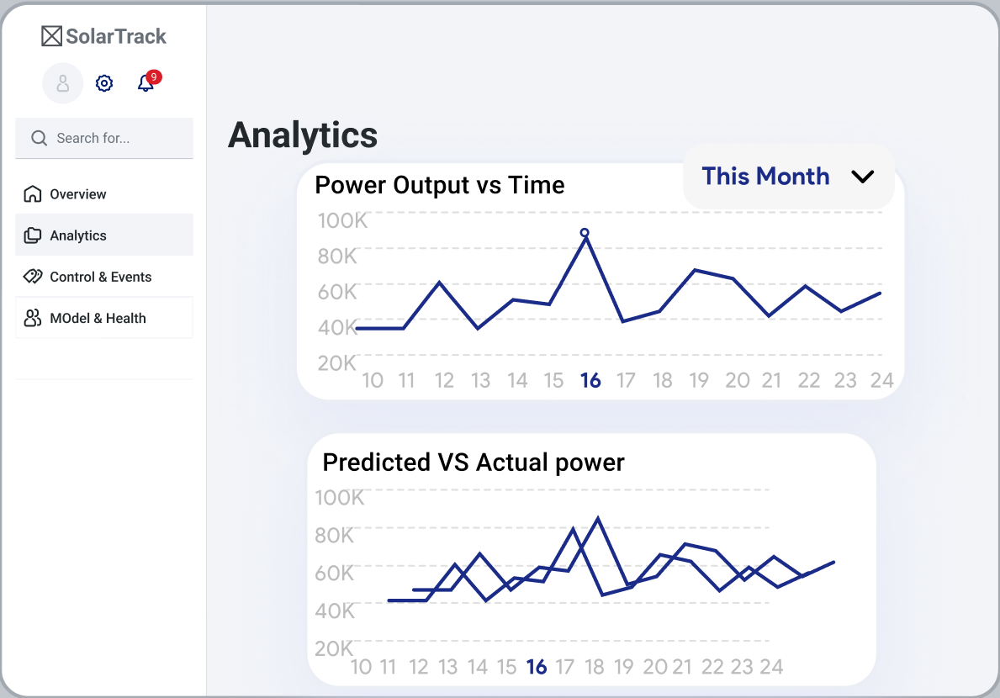 SolarTrack
9
Search for...
Overview
Analytics
Control & Events
MOdel & Health
Analytics
Power Output vs Time
This Month
100K
80K
60K
40K
20K
10 11 12 13 14 15 16 17 18 19 20 21 22 23 24
Predicted VS Actual power
100K
80K
60K
40K
20K
10 11 12 13 14 15 16 17 18 19 20 21 22 23 24